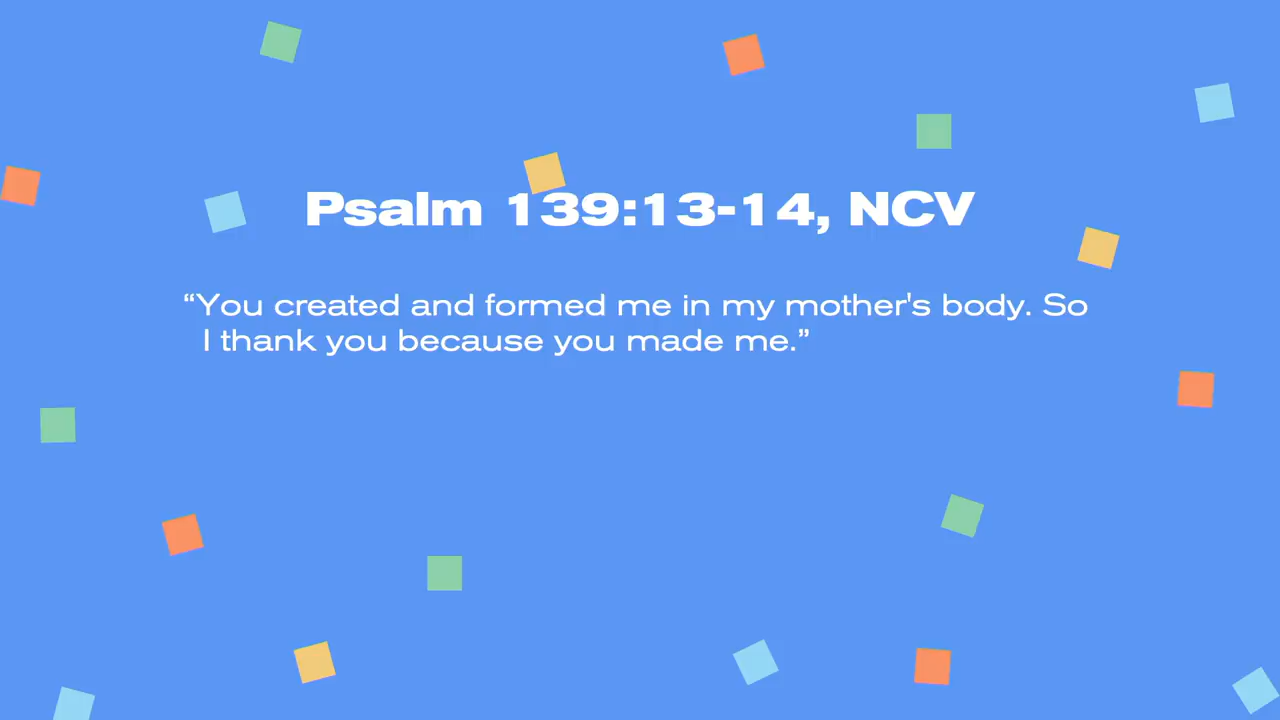 Psalm 139:13-14, NCV
“You created and formed me in my mother's body. So
I thank you because you made me.”